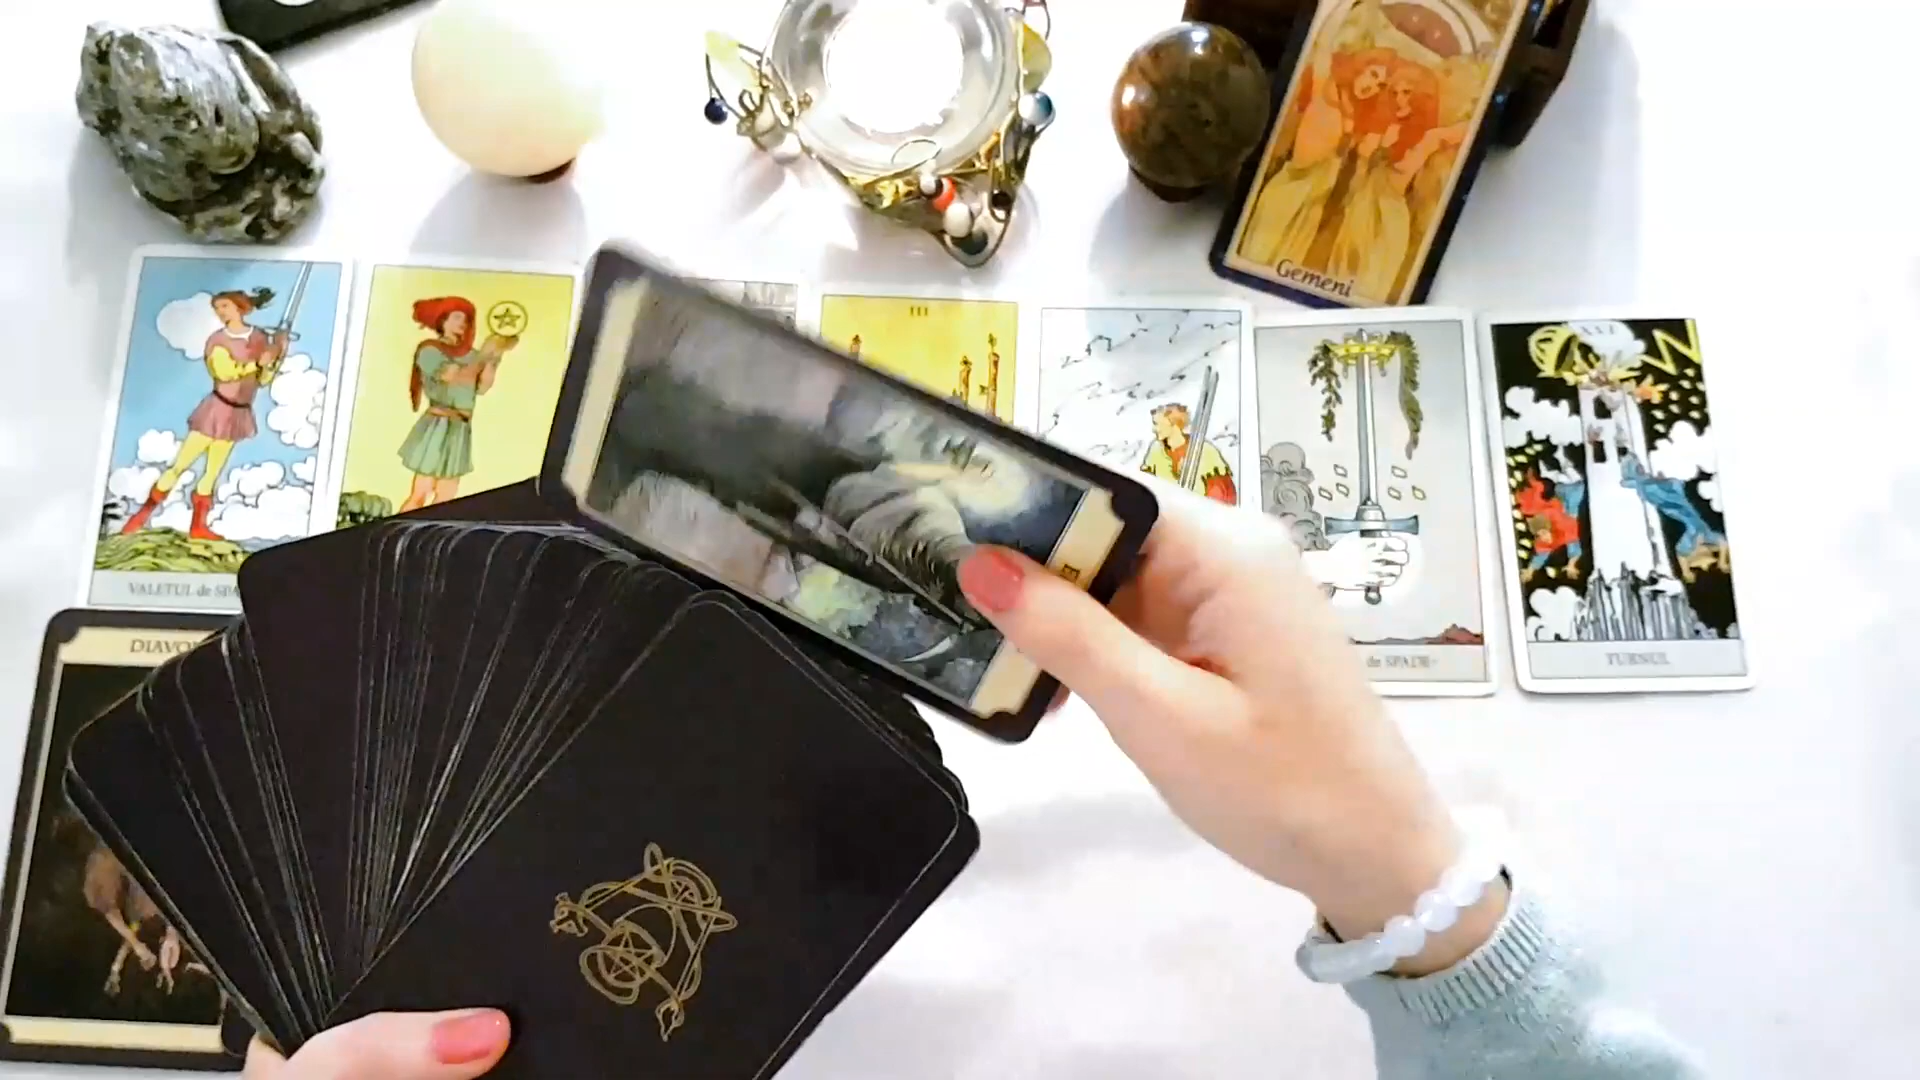 Gemeni
III
XVI
VALETUL de SPA
de SPADE
TURNUL
DIAVO